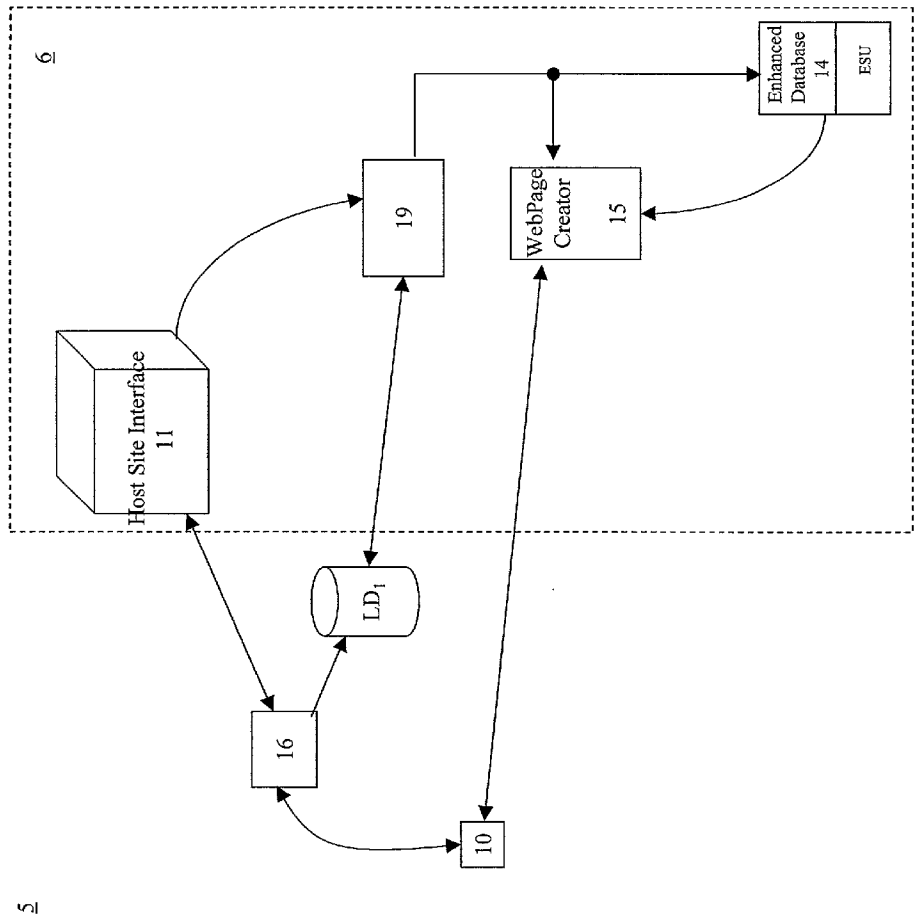 5
6
10
16
LD1
Host Site Interface
11
19
WebPage
Creator
15
Enhanced
Database
14
ESU